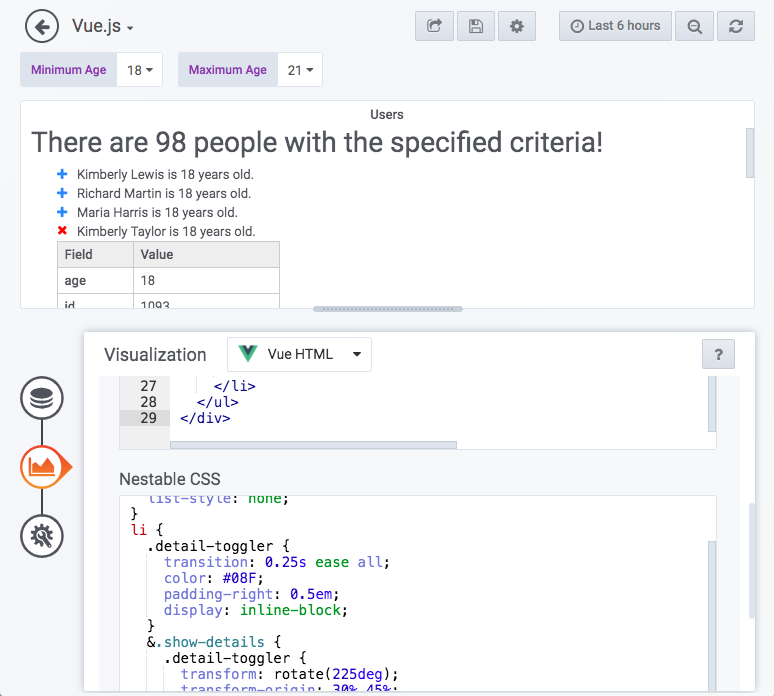 Vue.js
Last 6 hours
Minimum Age 18 Maximum Age 21
Users
There are 98 people with the specified criteria!
Kimberly Lewis is 18 years old.
Richard Martin is 18 years old.
Maria Harris is 18 years old.
Kimberly Taylor is 18 years old.
Field Value
age 18
id 1093
Visualization Vue HTML ?
27 </li>
28 </ul>
29 </div>
Nestable CSS
list-style: none;
}
li {
.detail-toggler {
transition: 0.25s ease all;
color: #08F;
padding-right: 0.5em;
display: inline-block;
}
&.show-details {
.detail-toggler {
transform: rotate(225deg);
transform-origin: 30% 45%;